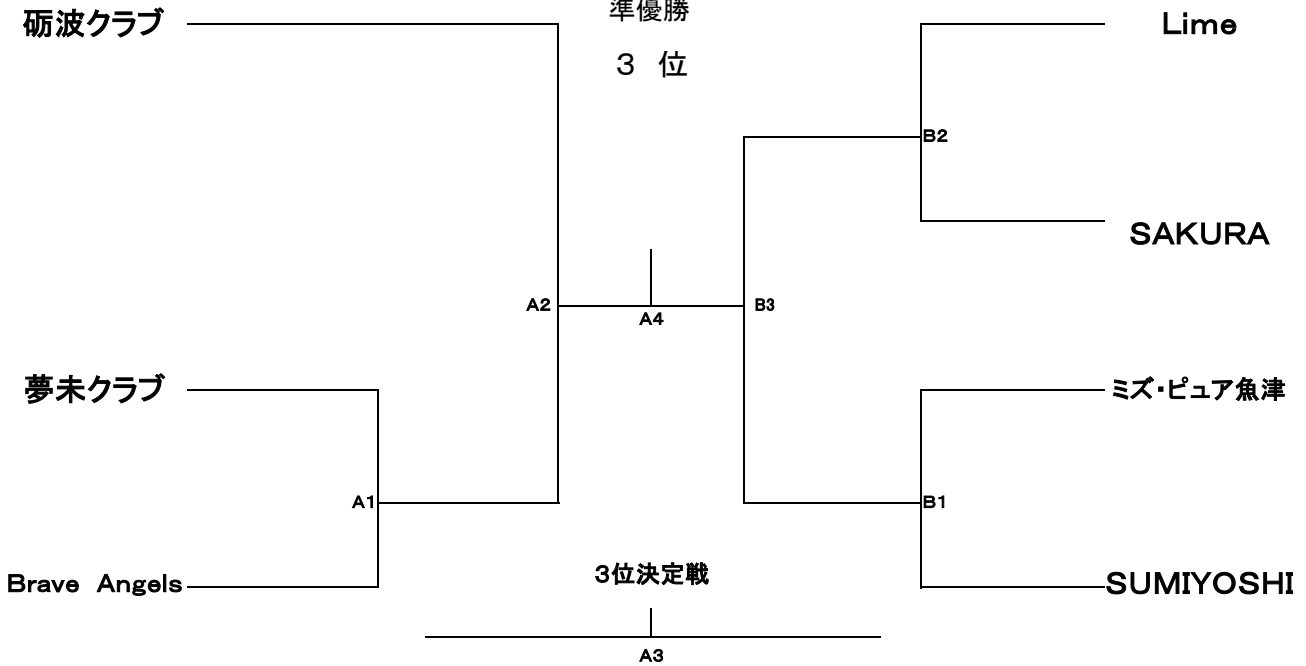 準優勝
砺波クラブ
Lime
３　位
B2
SAKURA
A2
B3
A4
夢未クラブ
ミズ・ピュア魚津
A1
B1
３位決定戦
Brave　Angels
SUMIYOSHI
A3